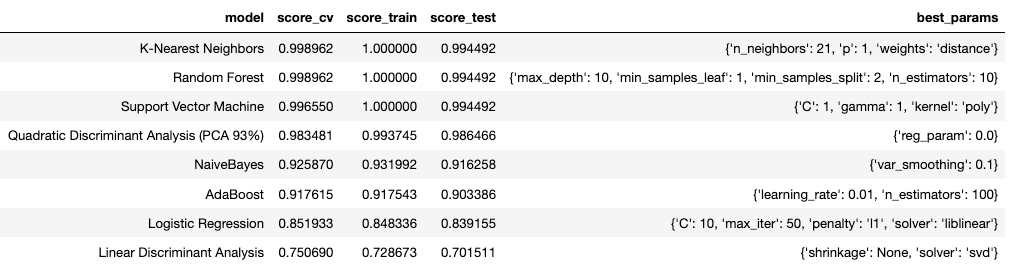 model score_cv score_train score_test best_params
K-Nearest Neighbors 0.998962 1.000000 0.994492 {'n_neighbors': 21, 'p': 1, 'weights': 'distance'}
Random Forest 0.998962 1.000000 0.994492 {'max_depth': 10, 'min_samples_leaf': 1, 'min_samples_split': 2, 'n_estimators': 10}
Support Vector Machine 0.996550 1.000000 0.994492 {'C': 1, 'gamma': 1, 'kernel': 'poly'}
Quadratic Discriminant Analysis (PCA 93%) 0.983481 0.993745 0.986466 {'reg_param': 0.0}
NaiveBayes 0.925870 0.931992 0.916258 {'var_smoothing': 0.1}
AdaBoost 0.917615 0.917543 0.903386 {'learning_rate': 0.01, 'n_estimators': 100}
Logistic Regression 0.851933 0.848336 0.839155 {'C': 10, 'max_iter': 50, 'penalty': 'l1', 'solver': 'liblinear'}
Linear Discriminant Analysis 0.750690 0.728673 0.701511 {'shrinkage': None, 'solver': 'svd'}